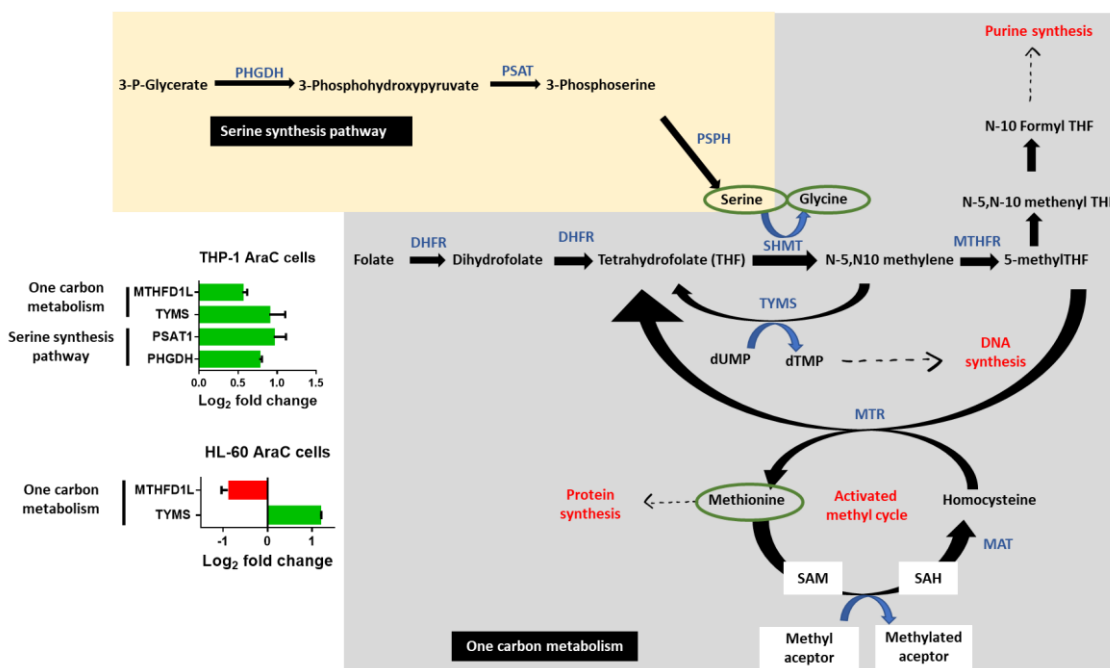 Purine synthesis
3-P-Glycerate
PHGDH
3-Phosphohydroxypyruvate
PSAT
3-Phosphoserine
Serine synthesis pathway
PSPH
N-10 Formyl THF
Serine
Glycine
N-5,N-10 methenyl THF
Folate
DHFR
Dihydrofolate
DHFR
Tetrahydrofolate (THF)
SHMT
N-5,N10 methylene
MTHFR
5-methylTHF
TYMS
dUMP
dTMP
DNA
synthesis
MTR
Protein
synthesis
Methionine
Activated
methyl cycle
Homocysteine
MAT
SAM
SAH
Methyl
aceptor
Methylated
aceptor
One carbon metabolism
THP-1 AraC cells
One carbon
metabolism
MTHFD1L
TYMS
Serine synthesis
pathway
PSAT1
PHGDH
0.0 0.5 1.0 1.5
Log2 fold change
HL-60 AraC cells
One carbon
metabolism
MTHFD1L
TYMS
-1 0 1
Log2 fold change